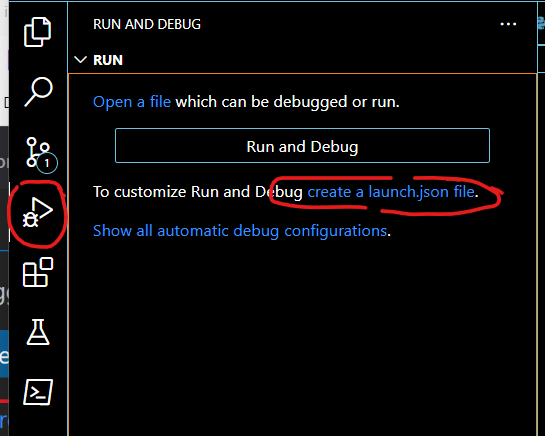 RUN AND DEBUG
RUN
Open a file which can be debugged or run.
Run and Debug
1
To customize Run and Debug create a launch.json file.
Show all automatic debug configurations.